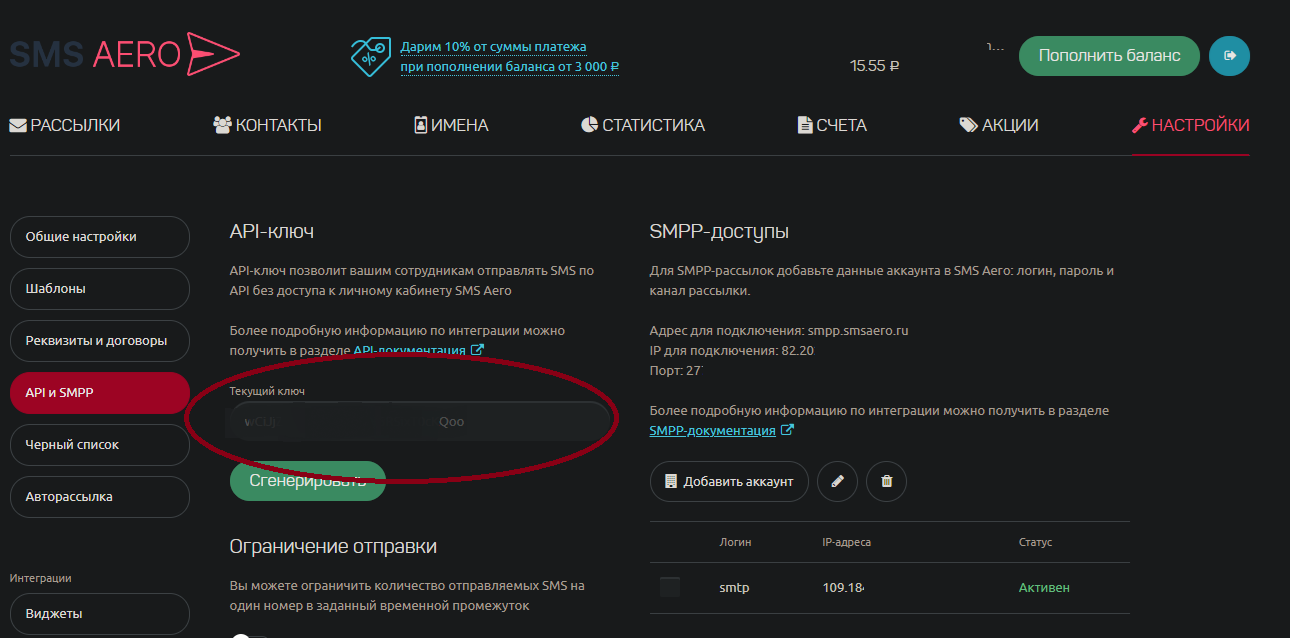 SMS AERO
Дарим 10% от суммы платежа
при пополнении баланса от 3 000 ₽
15.55 ₽
Пополнить баланс
РАССЫЛКИ
КОНТАКТЫ
ИМЕНА
СТАТИСТИКА
СЧЕТА
АКЦИИ
НАСТРОЙКИ
Общие настройки
Шаблоны
Реквизиты и договоры
API и SMPP
Черный список
Авторассылка
Интеграции
Виджеты
API-ключ
API-ключ позволит вашим сотрудникам отправлять SMS по
API без доступа к личному кабинету SMS Aero
Более подробную информацию по интеграции можно
получить в разделе API-документация
Текущий ключ
Qoo
Сгенерировать
Ограничение отправки
Вы можете ограничить количество отправляемых SMS на
один номер в заданный временной промежуток
SMPP-доступы
Для SMPP-рассылок добавьте данные аккаунта в SMS Aero: логин, пароль и
канал рассылки.
Адрес для подключения: smpp.smsaero.ru
IP для подключения: 82.20
Порт: 27
Более подробную информацию по интеграции можно получить в разделе
SMPP-документация
Добавить аккаунт
Логин IP-адреса Статус
smtp 109.18 Активен